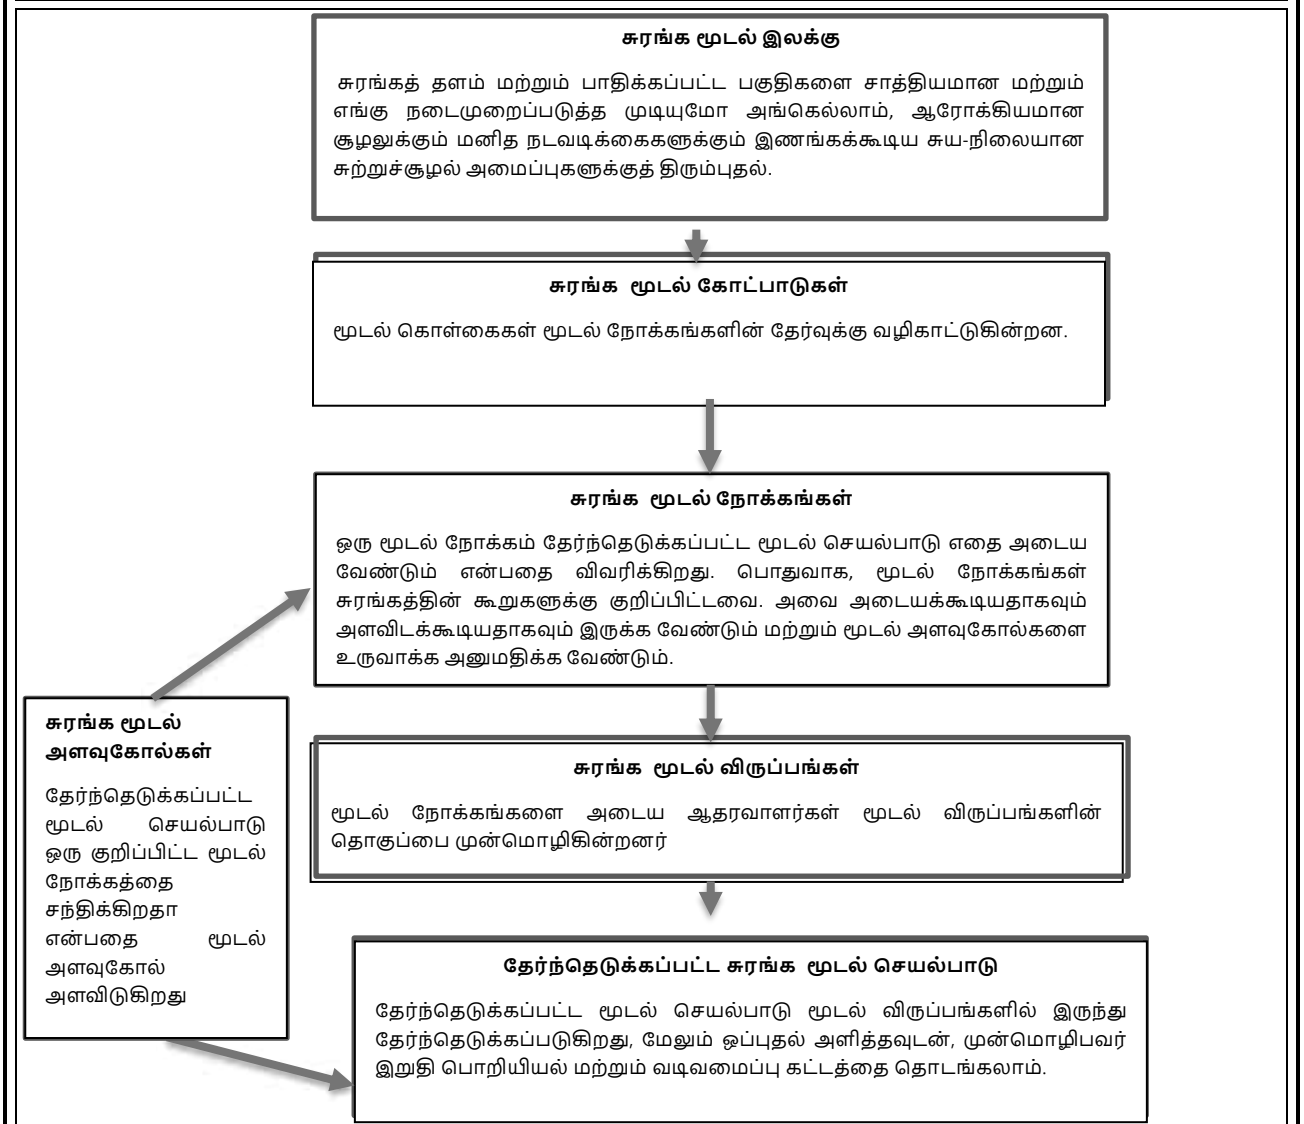 சுரங்க மூடல் இலக்கு
சுரங்கத் தளம் மற்றும் பாதிக்கப்பட்ட பகுதிகளை சாத்தியமான மற்றும்
எங்கு நடைமுறைப்படுத்த முடியுமோ அங்கெல்லாம், ஆரோக்கியமான
சூழலுக்கும் மனித நடவடிக்கைகளுக்கும் இணங்கக்கூடிய சுய-நிலையான
சுற்றுச்சூழல் அமைப்புகளுக்குத் திரும்புதல்.
சுரங்க மூடல் கோட்பாடுகள்
மூடல் கொள்கைகள் மூடல் நோக்கங்களின் தேர்வுக்கு வழிகாட்டுகின்றன.
சுரங்க மூடல் நோக்கங்கள்
ஒரு மூடல் நோக்கம் தேர்ந்தெடுக்கப்பட்ட மூடல் செயல்பாடு எதை அடைய
வேண்டும் என்பதை விவரிக்கிறது. பொதுவாக, மூடல் நோக்கங்கள்
சுரங்கத்தின் கூறுகளுக்கு குறிப்பிட்டவை. அவை அடையக்கூடியதாகவும்
அளவிடக்கூடியதாகவும் இருக்க வேண்டும் மற்றும் மூடல் அளவுகோல்களை
உருவாக்க அனுமதிக்க வேண்டும்.
சுரங்க மூடல்
அளவுகோல்கள்
தேர்ந்தெடுக்கப்பட்ட
மூடல் செயல்பாடு
ஒரு குறிப்பிட்ட மூடல்
நோக்கத்தை
சந்திக்கிறதா
என்பதை மூடல்
அளவுகோல்
அளவிடுகிறது
சுரங்க மூடல் விருப்பங்கள்
மூடல் நோக்கங்களை அடைய ஆதரவாளர்கள் மூடல் விருப்பங்களின்
தொகுப்பை முன்மொழிகின்றனர்
தேர்ந்தெடுக்கப்பட்ட சுரங்க மூடல் செயல்பாடு
தேர்ந்தெடுக்கப்பட்ட மூடல் செயல்பாடு மூடல் விருப்பங்களில் இருந்து
தேர்ந்தெடுக்கப்படுகிறது, மேலும் ஒப்புதல் அளித்தவுடன், முன்மொழிபவர்
இறுதி பொறியியல் மற்றும் வடிவமைப்பு கட்டத்தை தொடங்கலாம்.